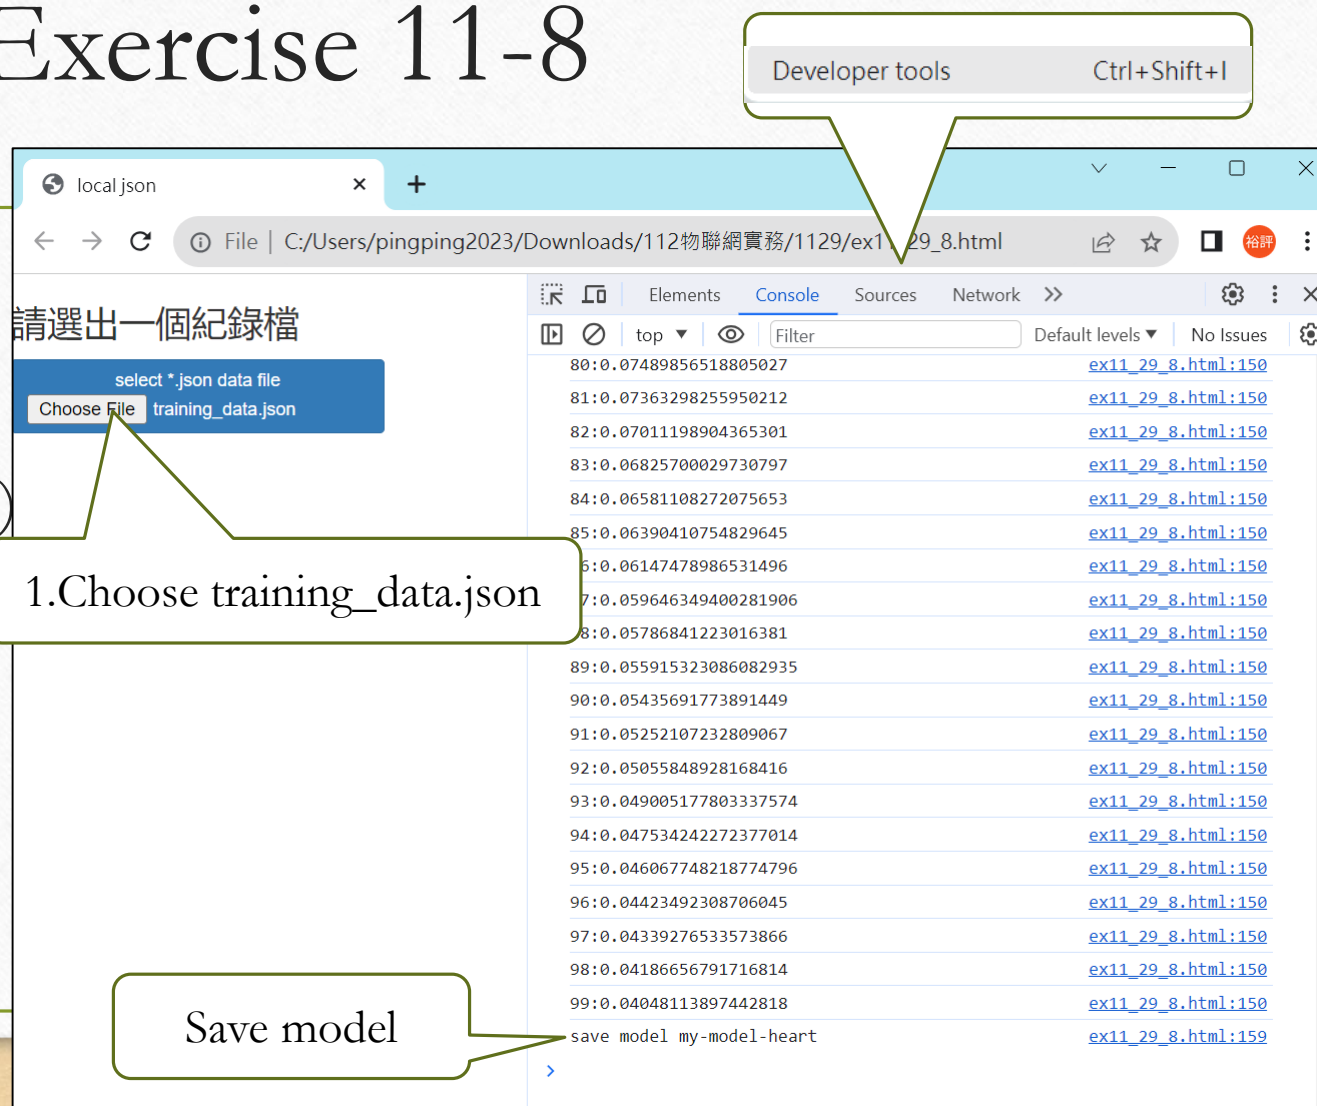 Exercise 11-8
Developer tools Ctrl+Shift+I
local json
File | C:/Users/pingping2023/Downloads/112物聯網實務/1129/ex11_29_8.html
裕評
Elements Console Sources Network
top Filter Default levels No Issues
請選出一個紀錄檔
select *.json data file
Choose File training_data.json
1.Choose training_data.json
80:0.07489856518805027 ex11_29_8.html:150
81:0.07363298255950212 ex11_29_8.html:150
82:0.07011198904365301 ex11_29_8.html:150
83:0.06825700029730797 ex11_29_8.html:150
84:0.06581108272075653 ex11_29_8.html:150
85:0.06390410754829645 ex11_29_8.html:150
6:0.06147478986531496 ex11_29_8.html:150
7:0.059646349400281906 ex11_29_8.html:150
8:0.05786841223016381 ex11_29_8.html:150
89:0.055915323086082935 ex11_29_8.html:150
90:0.05435691773891449 ex11_29_8.html:150
91:0.05252107232809067 ex11_29_8.html:150
92:0.05055848928168416 ex11_29_8.html:150
93:0.049005177803337574 ex11_29_8.html:150
94:0.047534242272377014 ex11_29_8.html:150
95:0.046067748218774796 ex11_29_8.html:150
96:0.04423492308706045 ex11_29_8.html:150
97:0.04339276533573866 ex11_29_8.html:150
98:0.04186656791716814 ex11_29_8.html:150
99:0.04048113897442818 ex11_29_8.html:150
Save model
save model my-model-heart ex11_29_8.html:159